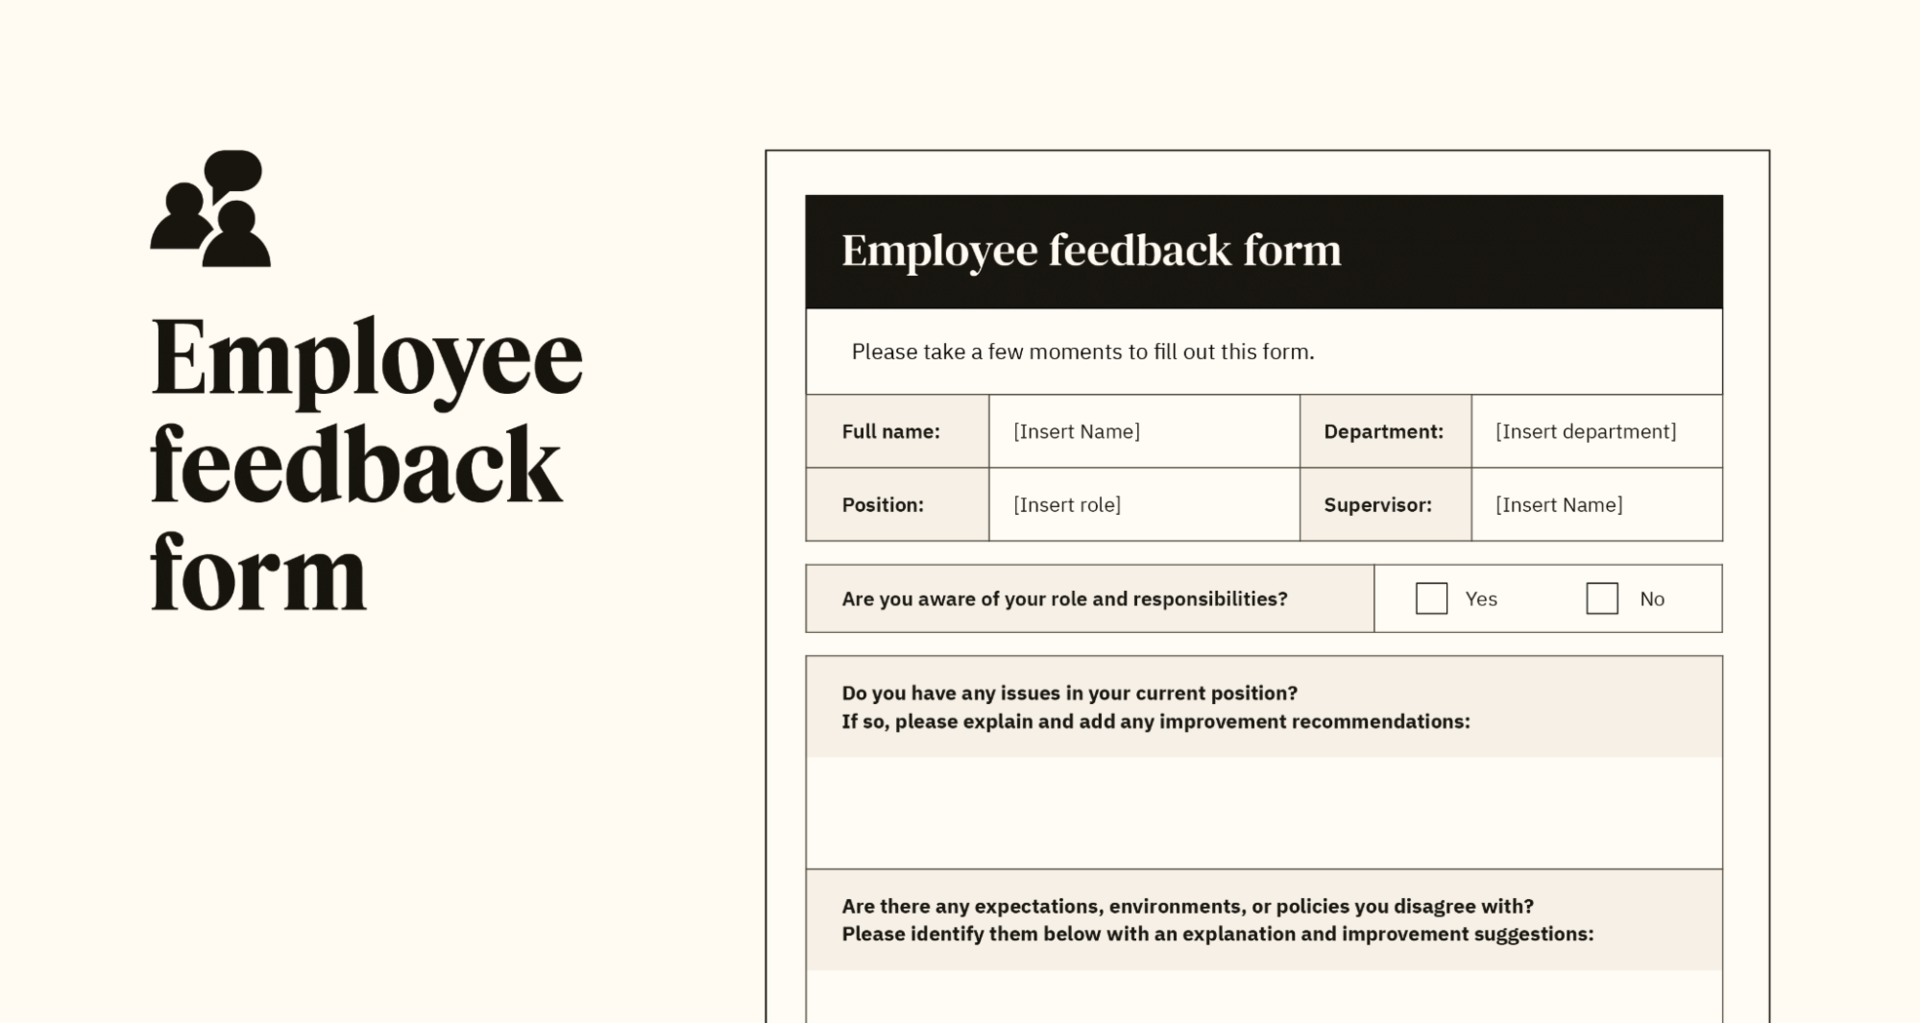 Employee
feedback
form
Employee feedback form
Please take a few moments to fill out this form.
Full name: [Insert Name] Department: [Insert department]
Position: [Insert role] Supervisor: [Insert Name]
Are you aware of your role and responsibilities? Yes No
Do you have any issues in your current position?
If so, please explain and add any improvement recommendations:
Are there any expectations, environments, or policies you disagree with?
Please identify them below with an explanation and improvement suggestions: